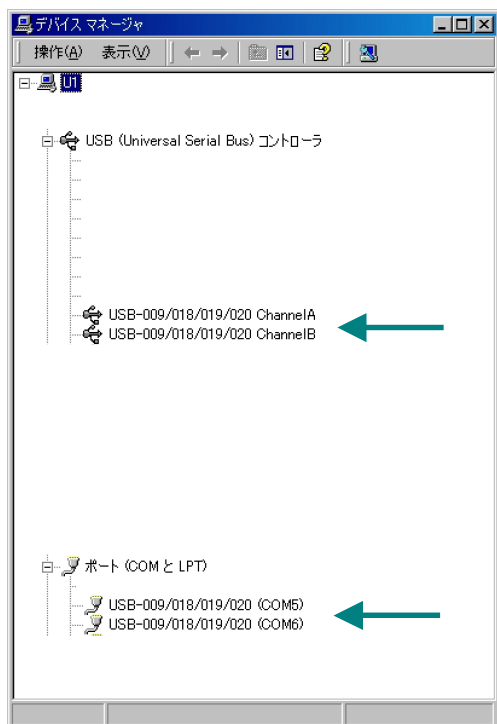 デバイス マネージャ
操作(A) 表示(V)
U1
USB (Universal Serial Bus) コントローラ
USB-009/018/019/020 ChannelA
USB-009/018/019/020 ChannelB
ポート (COM と LPT)
USB-009/018/019/020 (COM5)
USB-009/018/019/020 (COM6)